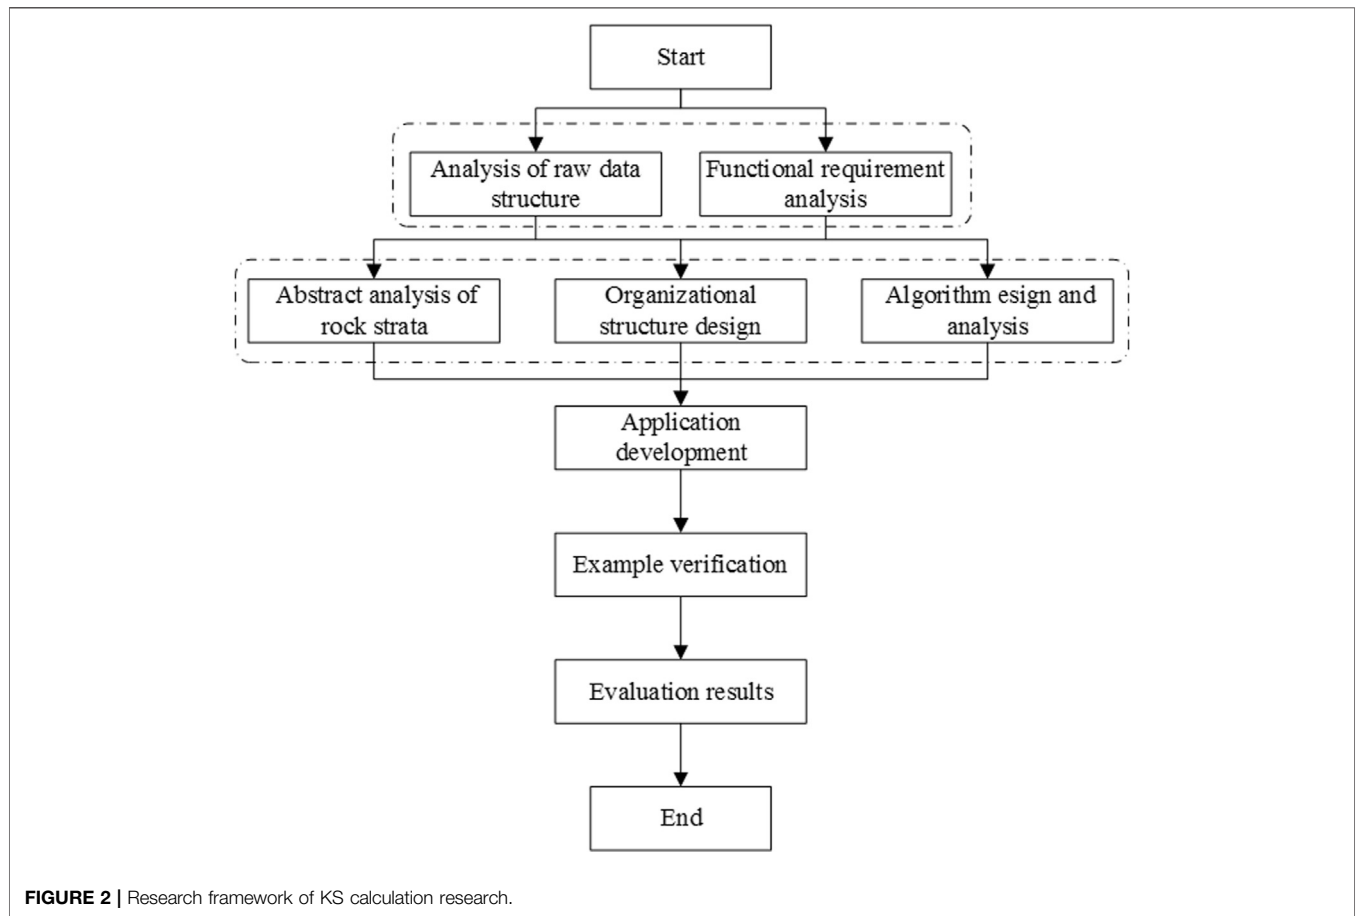 Start
Analysis of raw data
structure
Functional requirement
analysis
Abstract analysis of
rock strata
Organizational
structure design
Algorithm esign and
analysis
Application
development
Example verification
Evaluation results
End
FIGURE 2 | Research framework of KS calculation research.